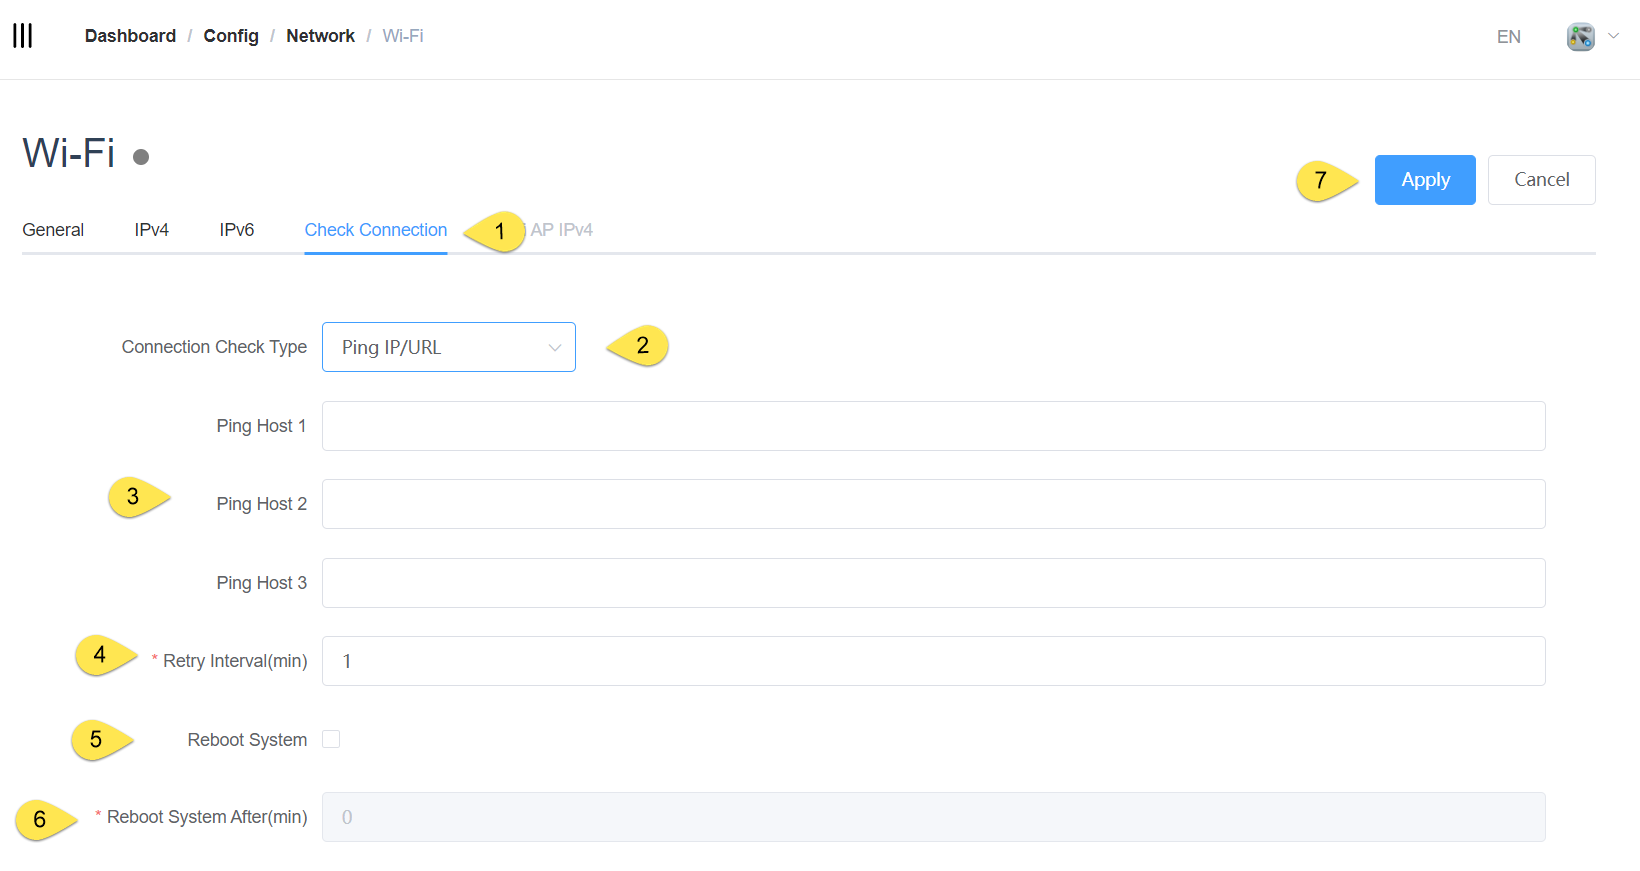 Dashboard / Config / Network / Wi-Fi
EN
Wi-Fi
7
Apply
Cancel
General
IPv4
IPv6
Check Connection
1
AP IPv4
Connection Check Type
Ping IP/URL
2
Ping Host 1
3
Ping Host 2
Ping Host 3
4
* Retry Interval(min)
1
5
Reboot System
6
* Reboot System After(min)
0